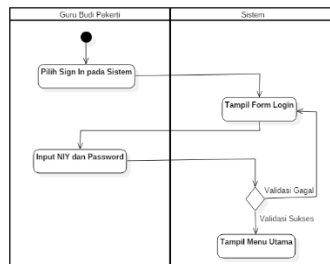 Guru Budi Pekerti
Sistem
Pilih Sign In pada Sistem
Tampil Form Login
Input NIY dan Password
Validasi Gagal
Validasi Sukses
Tampil Menu Utama